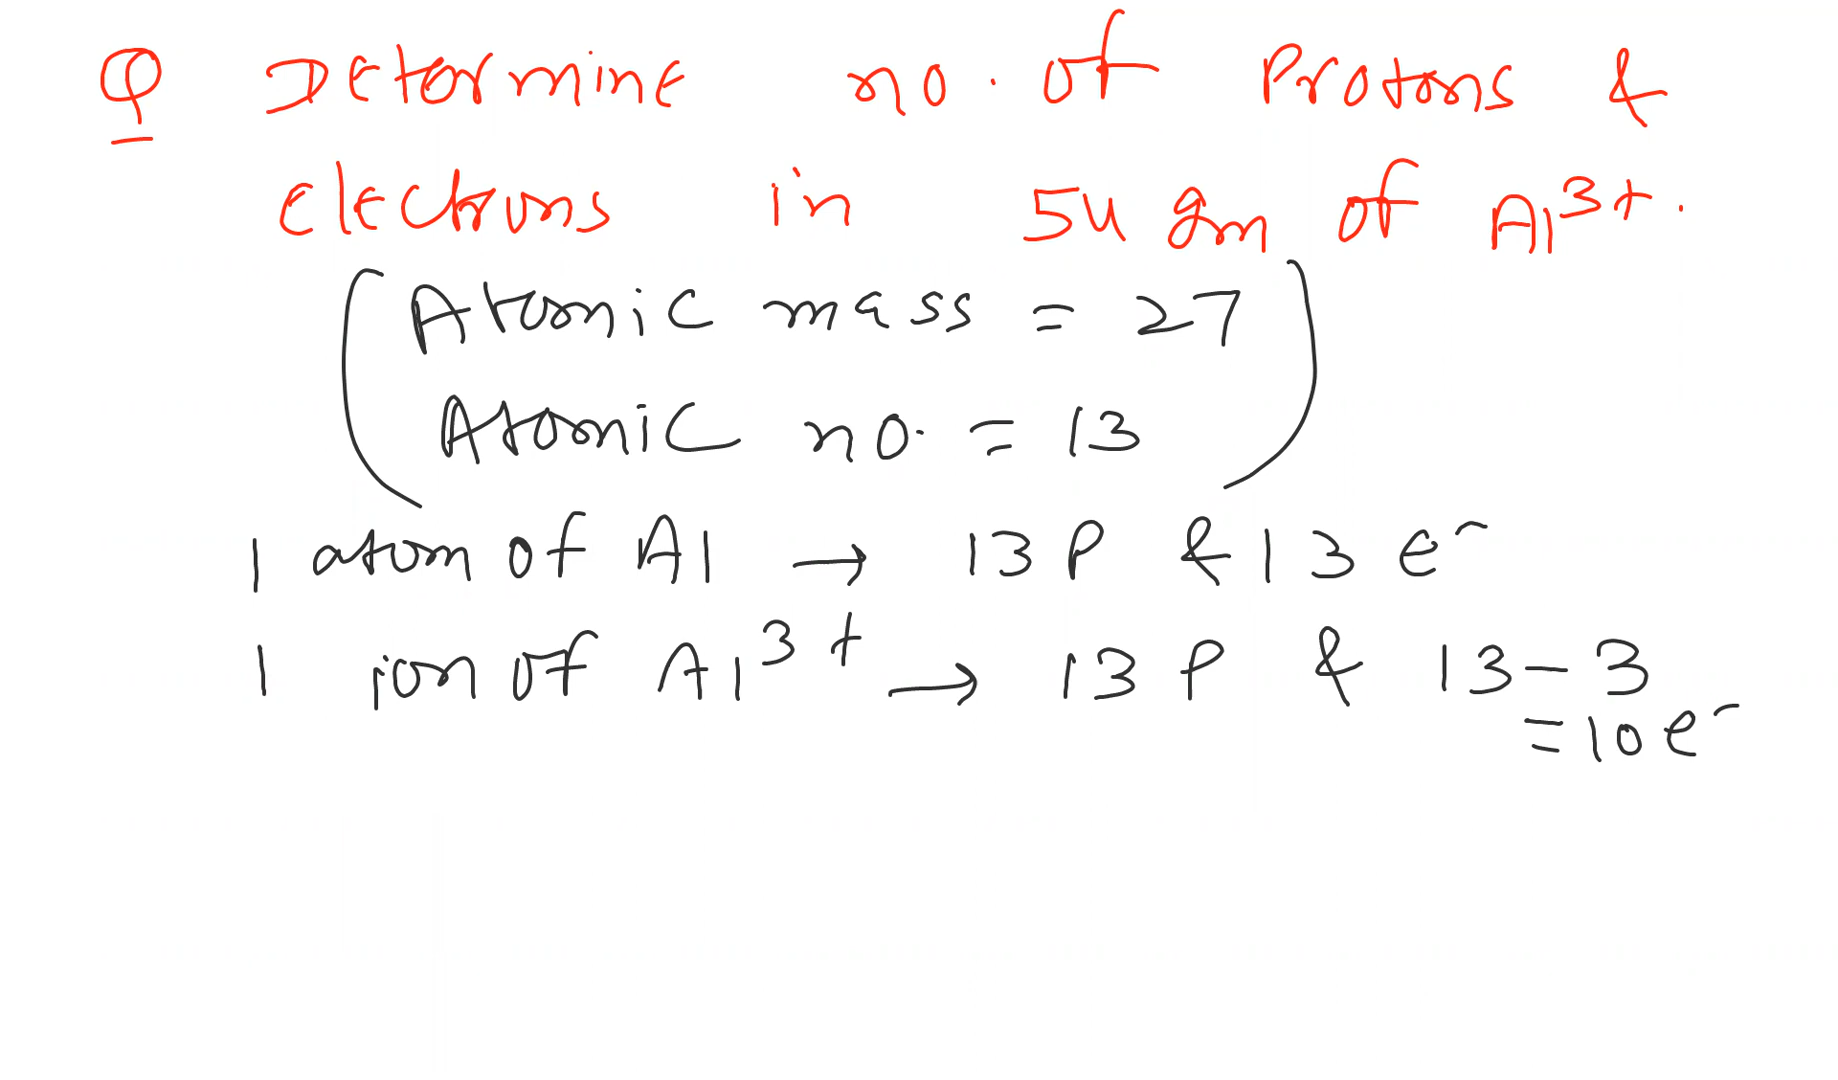 Q Determine no. of Protons &
electrons in 54 gm of Al³⁺.
(Atomic mass = 27
Atomic no. = 13)
1 atom of Al → 13 P & 13 e⁻
1 ion of Al³⁺ → 13 P & 13-3
= 10 e⁻